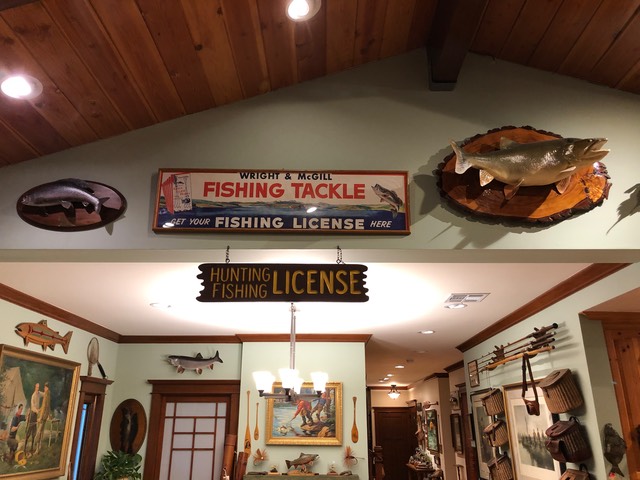 WRIGHT & McGILL
FISHING TACKLE
GET YOUR FISHING LICENSE HERE
HUNTING
FISHING LICENSE